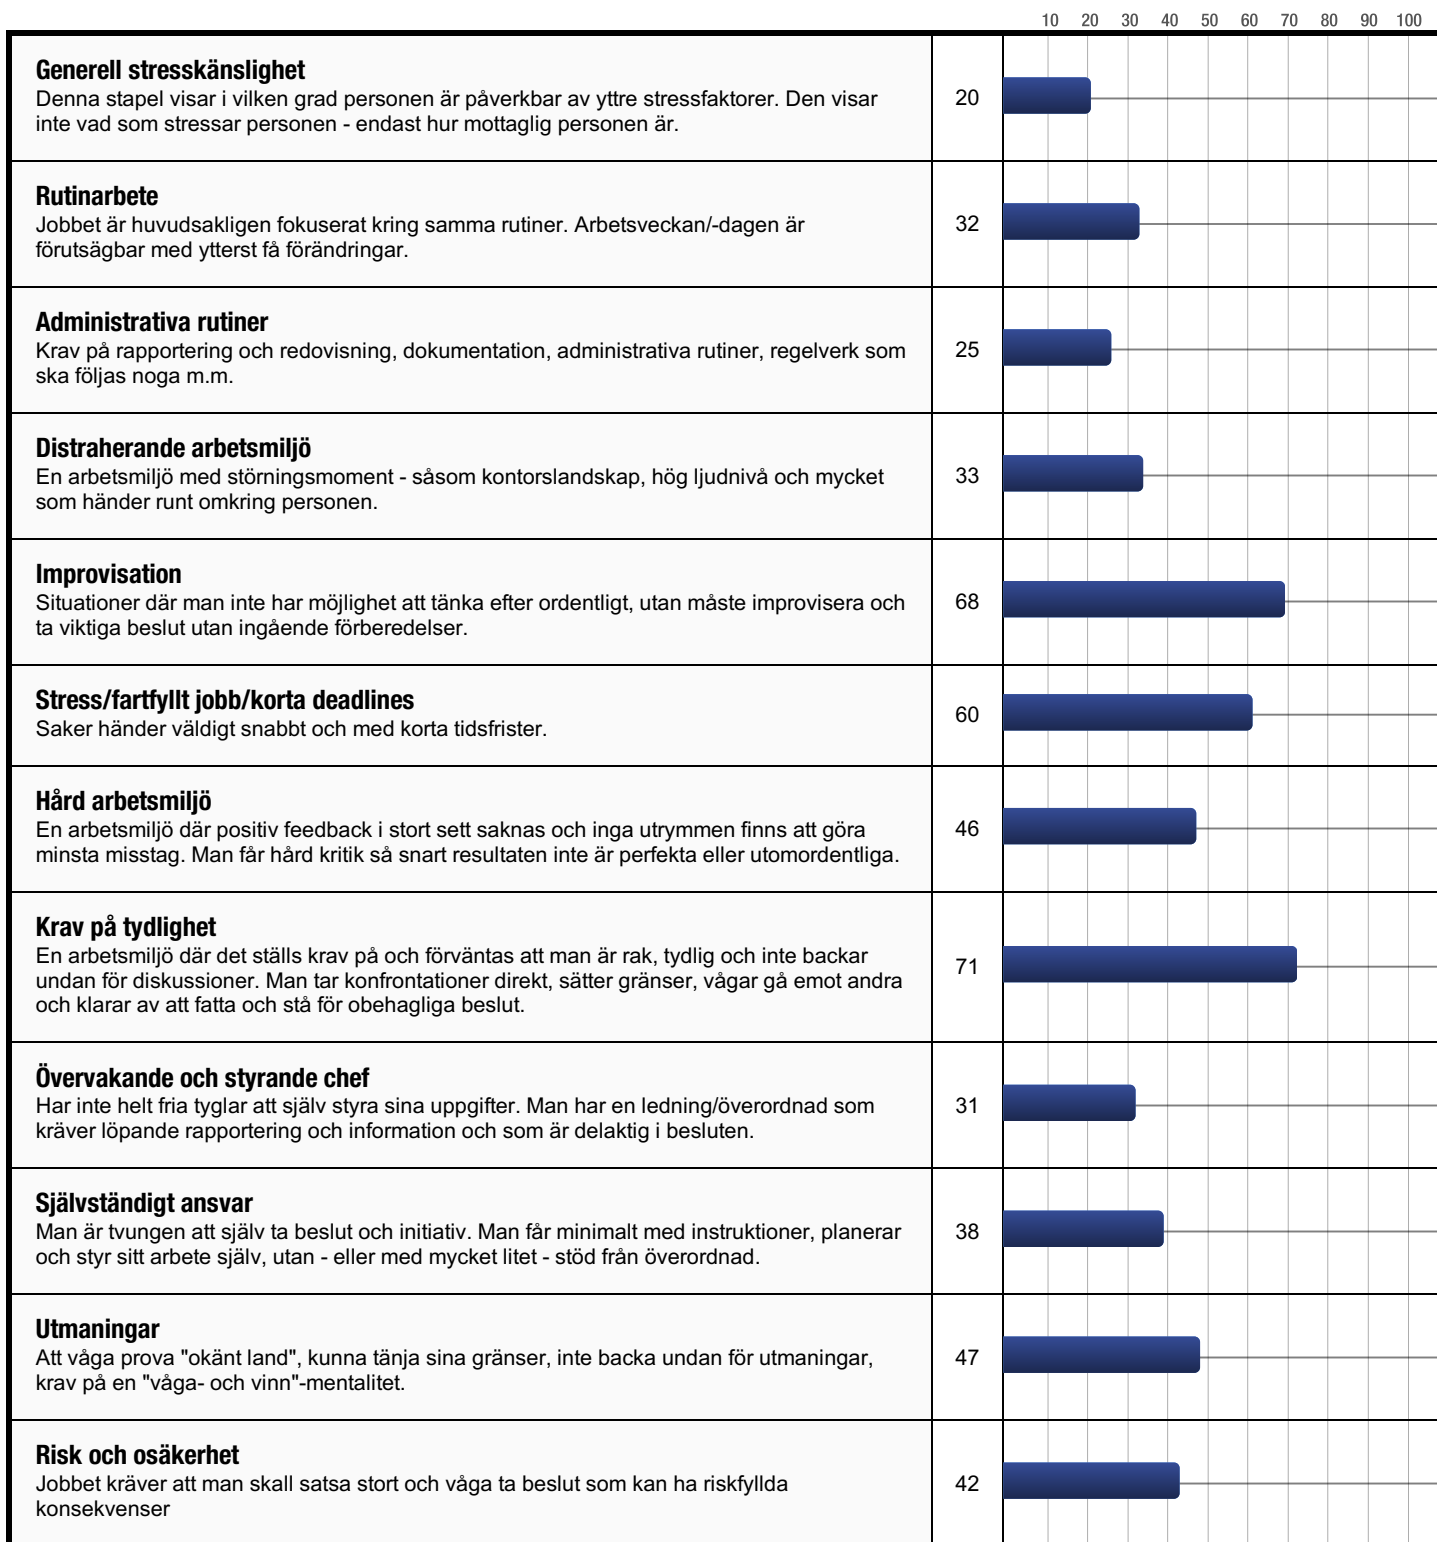 10 20 30 40 50 60 70 80 90 100
Generell stresskänslighet
Denna stapel visar i vilken grad personen är påverkbar av yttre stressfaktorer. Den visar
inte vad som stressar personen - endast hur mottaglig personen är.
20
Rutinarbete
Jobbet är huvudsakligen fokuserat kring samma rutiner. Arbetsveckan/-dagen är
förutsägbar med ytterst få förändringar.
32
Administrativa rutiner
Krav på rapportering och redovisning, dokumentation, administrativa rutiner, regelverk som
ska följas noga m.m.
25
Distraherande arbetsmiljö
En arbetsmiljö med störningsmoment - såsom kontorslandskap, hög ljudnivå och mycket
som händer runt omkring personen.
33
Improvisation
Situationer där man inte har möjlighet att tänka efter ordentligt, utan måste improvisera och
ta viktiga beslut utan ingående förberedelser.
68
Stress/fartfyllt jobb/korta deadlines
Saker händer väldigt snabbt och med korta tidsfrister.
60
Hård arbetsmiljö
En arbetsmiljö där positiv feedback i stort sett saknas och inga utrymmen finns att göra
minsta misstag. Man får hård kritik så snart resultaten inte är perfekta eller utomordentliga.
46
Krav på tydlighet
En arbetsmiljö där det ställs krav på och förväntas att man är rak, tydlig och inte backar
undan för diskussioner. Man tar konfrontationer direkt, sätter gränser, vågar gå emot andra
och klarar av att fatta och stå för obehagliga beslut.
71
Övervakande och styrande chef
Har inte helt fria tyglar att själv styra sina uppgifter. Man har en ledning/överordnad som
kräver löpande rapportering och information och som är delaktig i besluten.
31
Självständigt ansvar
Man är tvungen att själv ta beslut och initiativ. Man får minimalt med instruktioner, planerar
och styr sitt arbete själv, utan - eller med mycket litet - stöd från överordnad.
38
Utmaningar
Att våga prova "okänt land", kunna tänja sina gränser, inte backa undan för utmaningar,
krav på en "våga- och vinn"-mentalitet.
47
Risk och osäkerhet
Jobbet kräver att man skall satsa stort och våga ta beslut som kan ha riskfyllda
konsekvenser
42